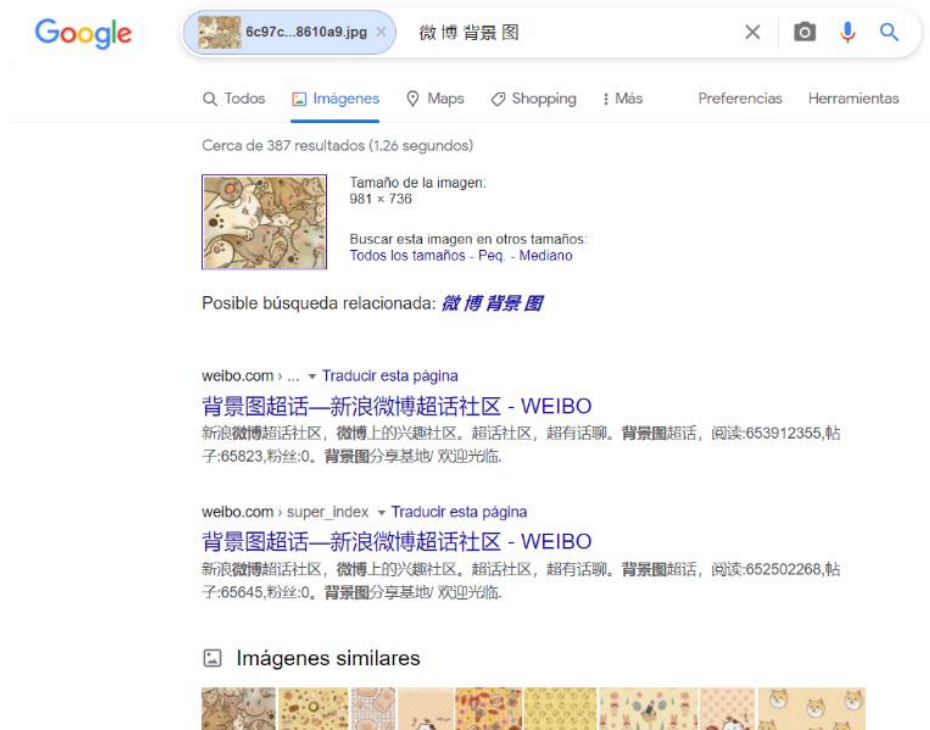 Google
6c97c...8610a9.jpg × 微 博 背景 图
Todos Imágenes Maps Shopping Más Preferencias Herramientas
Cerca de 387 resultados (1.26 segundos)
Tamaño de la imagen:
981 × 736
Buscar esta imagen en otros tamaños:
Todos los tamaños - Peq. - Mediano
Posible búsqueda relacionada: 微 博 背景 图
weibo.com › ... Traducir esta página
背景图超话—新浪微博超话社区 - WEIBO
新浪微博超话社区，微博上的兴趣社区。超话社区，超有话聊。背景图超话，阅读:653912355,帖
子:65823,粉丝:0。背景图分享基地/ 欢迎光临.
weibo.com › super_index Traducir esta página
背景图超话—新浪微博超话社区 - WEIBO
新浪微博超话社区，微博上的兴趣社区。超话社区，超有话聊。背景图超话，阅读:652502268,帖
子:65645,粉丝:0。背景图分享基地/ 欢迎光临.
Imágenes similares